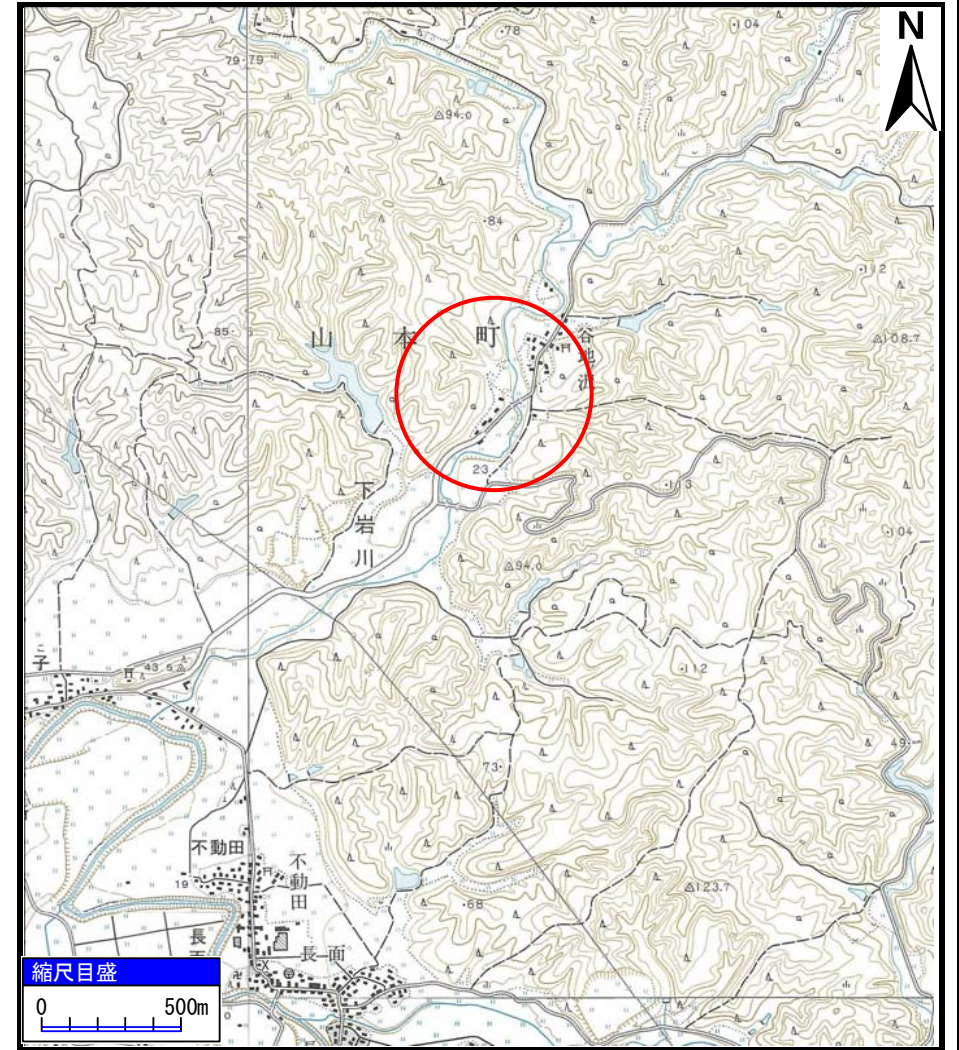 N
・104
・78
79.79
△94.0
・84
50
・112
山本町
谷地沢
85・
△108.7
23
・113
下岩川
・104
△94.0
・112
子
43.5△
49
73・
不動田
不動田
19
△123.7
・68
長面
縮尺目盛
0 500m